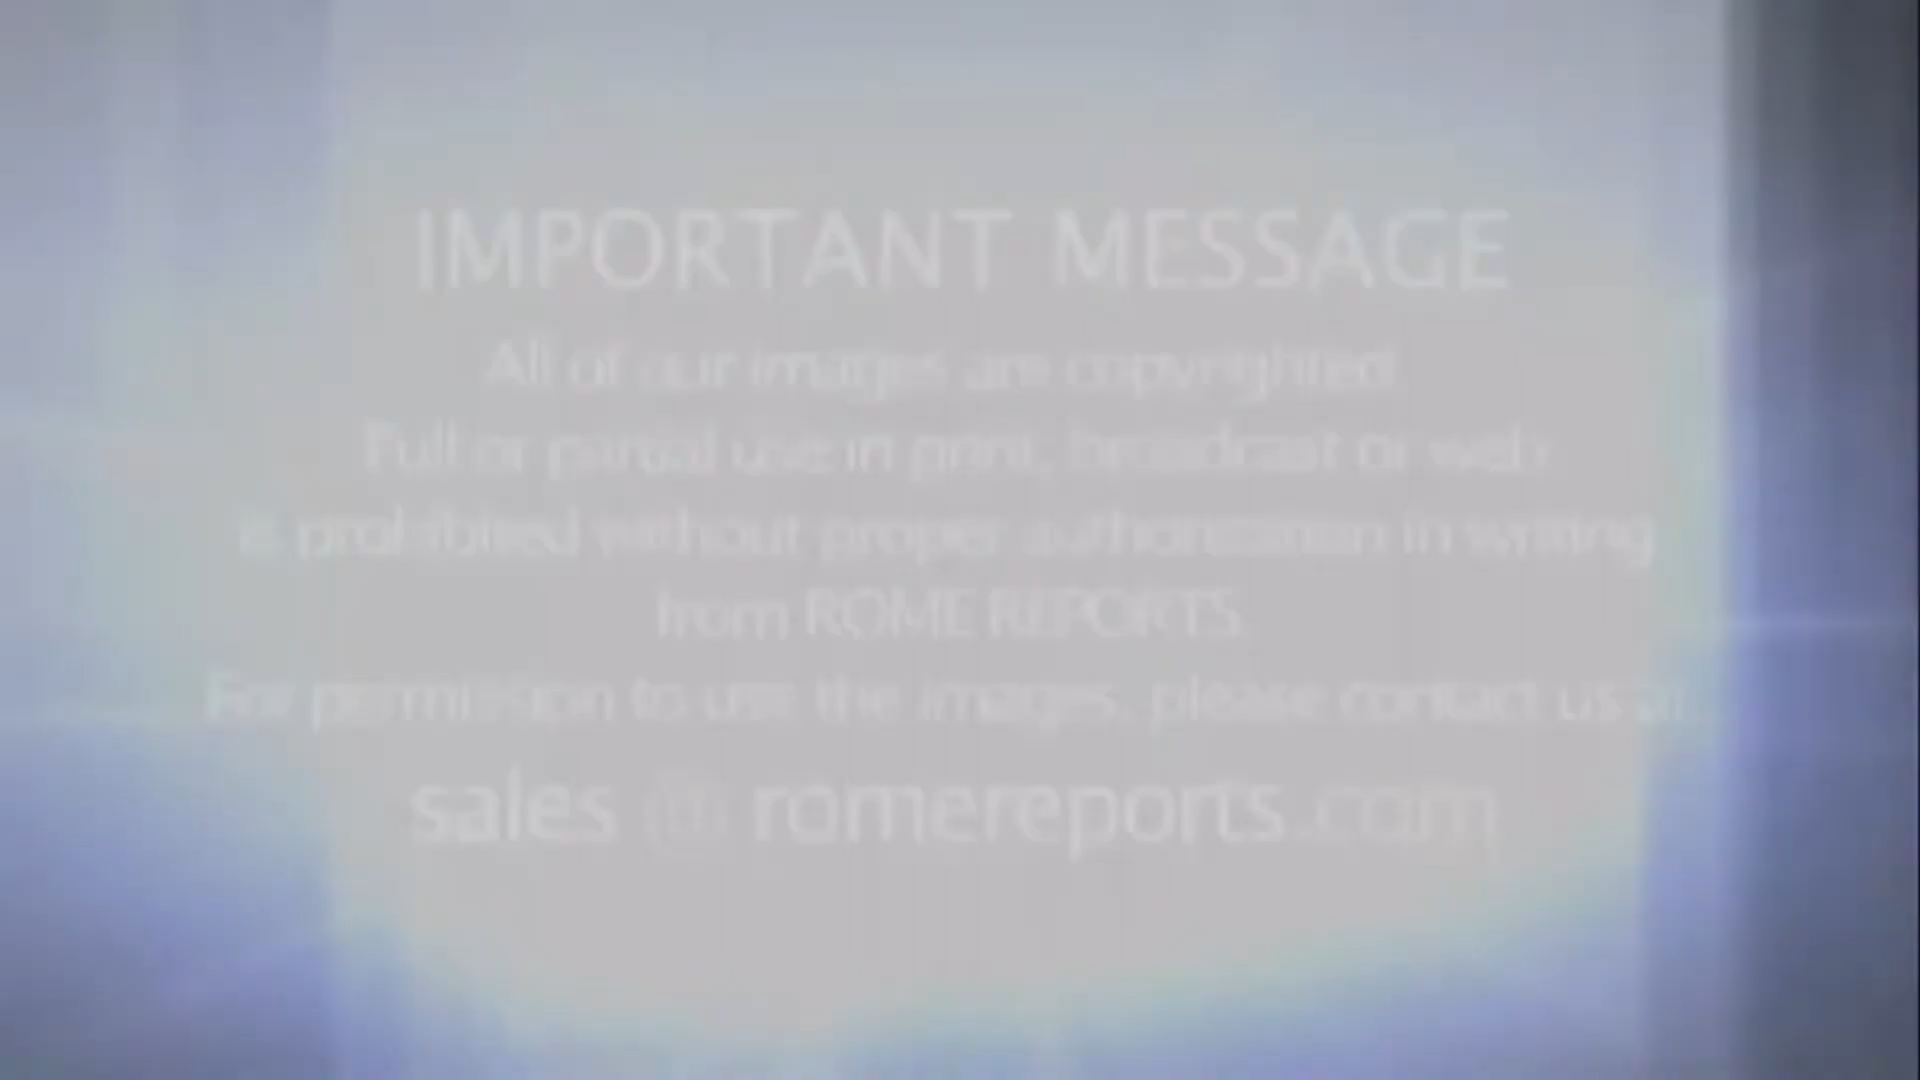 IMPORTANT MESSAGE
All of our images are copyrighted.
Full or partial use in print, broadcast or web
is prohibited without proper authorization in writing
from ROME REPORTS.
For permission to use the images, please contact us at...
sales @ romereports.com